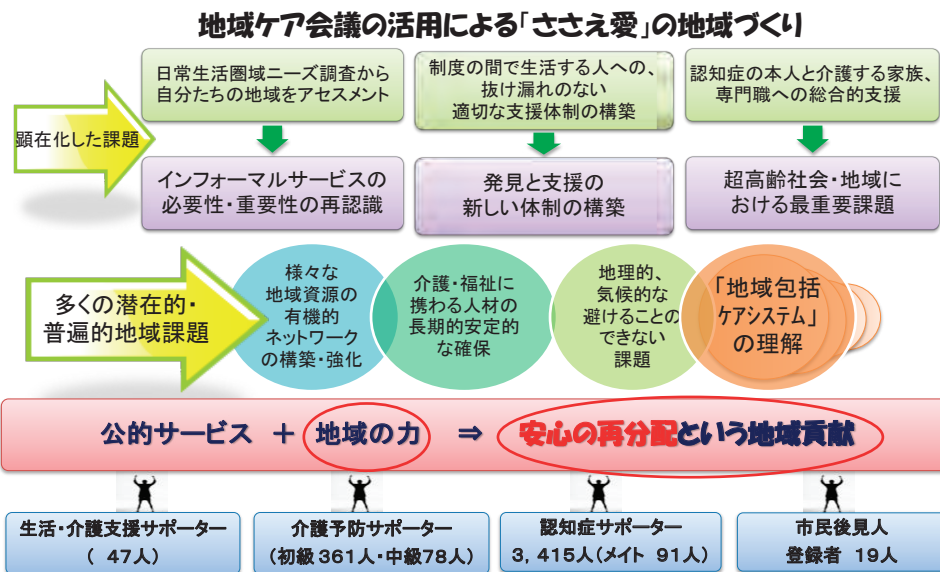 地域ケア会議の活用による「ささえ愛」の地域づくり
顕在化した課題
日常生活圏域ニーズ調査から
自分たちの地域をアセスメント
制度の間で生活する人への、
抜け漏れのない
適切な支援体制の構築
認知症の本人と介護する家族、
専門職への総合的支援
インフォーマルサービスの
必要性・重要性の再認識
発見と支援の
新しい体制の構築
超高齢社会・地域に
おける最重要課題
多くの潜在的・
普遍的地域課題
様々な
地域資源の
有機的
ネットワーク
の構築・強化
介護・福祉に
携わる人材の
長期的安定的
な確保
地理的、
気候的な
避けることの
できない
課題
「地域包括
ケアシステム」
の理解
公的サービス ＋ 地域の力 ⇒ 安心の再分配という地域貢献
生活・介護支援サポーター
（ 47人）
介護予防サポーター
（初級361人・中級78人）
認知症サポーター
3，415人（メイト 91人）
市民後見人
登録者 19人